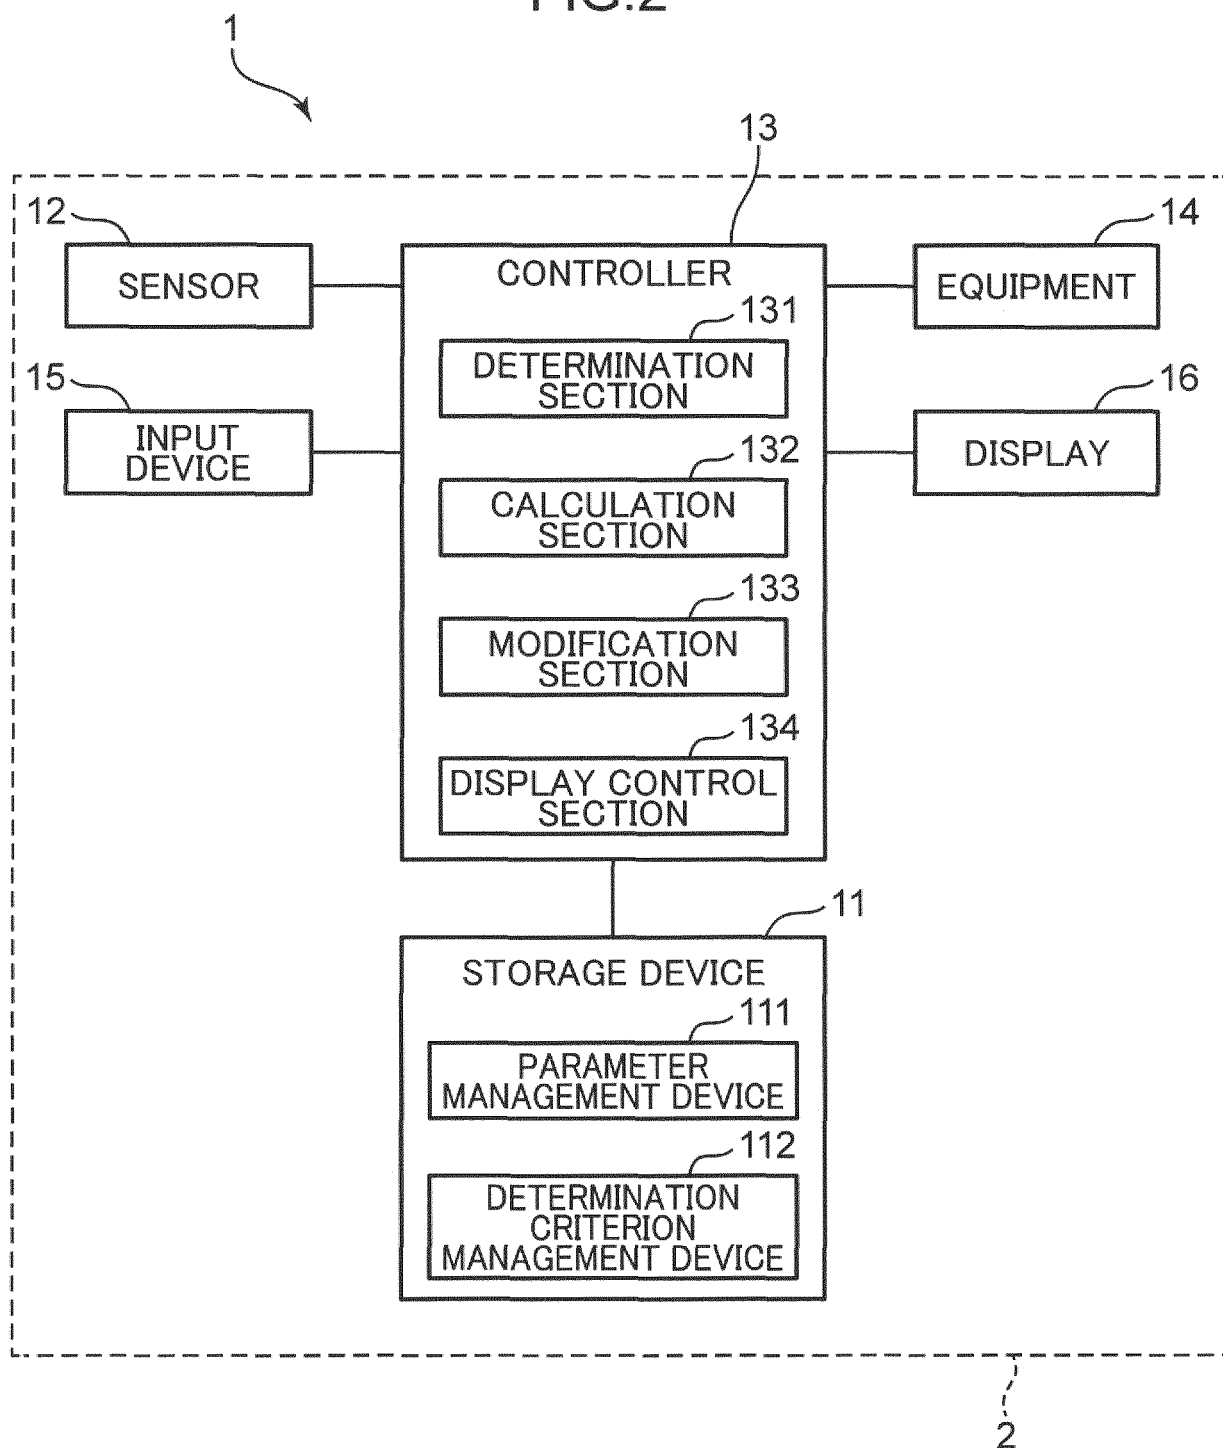 FIG.2
1
13
12
14
SENSOR
CONTROLLER
EQUIPMENT
131
DETERMINATION
SECTION
15
16
INPUT
DEVICE
DISPLAY
132
CALCULATION
SECTION
133
MODIFICATION
SECTION
134
DISPLAY CONTROL
SECTION
11
STORAGE DEVICE
111
PARAMETER
MANAGEMENT DEVICE
112
DETERMINATION
CRITERION
MANAGEMENT DEVICE
2